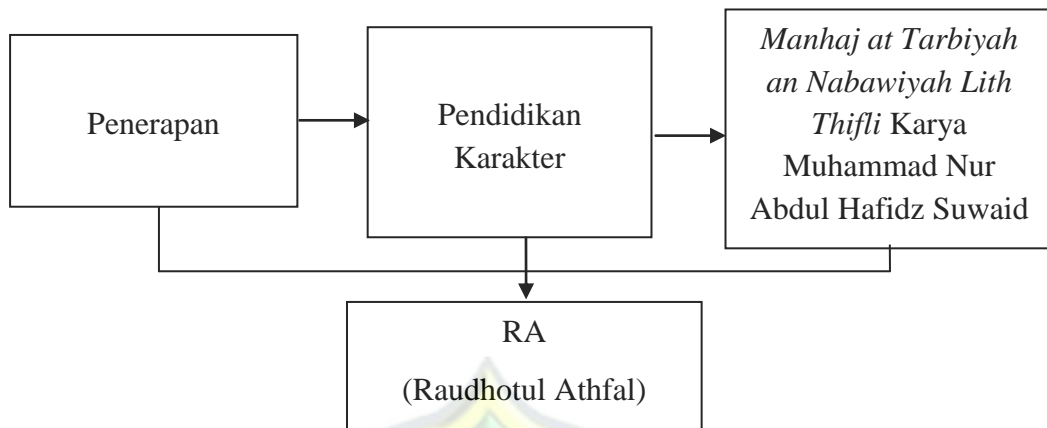 Penerapan
Pendidikan
Karakter
Manhaj at Tarbiyah
an Nabawiyah Lith
Thifli Karya
Muhammad Nur
Abdul Hafidz Suwaid
RA
(Raudhotul Athfal)